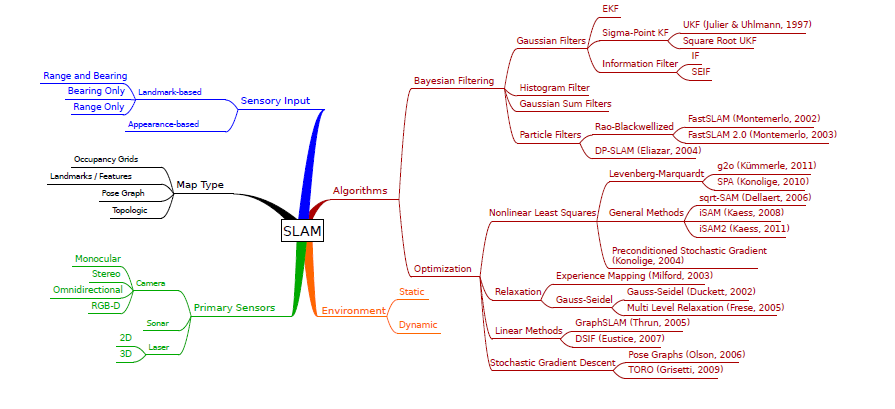 SLAM
Sensory Input
Landmark-based
Range and Bearing
Bearing Only
Range Only
Appearance-based
Map Type
Occupancy Grids
Landmarks / Features
Pose Graph
Topologic
Primary Sensors
Camera
Monocular
Stereo
Omnidirectional
RGB-D
Sonar
Laser
2D
3D
Environment
Static
Dynamic
Algorithms
Bayesian Filtering
Gaussian Filters
EKF
Sigma-Point KF
UKF (Julier & Uhlmann, 1997)
Square Root UKF
Information Filter
IF
SEIF
Histogram Filter
Gaussian Sum Filters
Particle Filters
Rao-Blackwellized
FastSLAM (Montemerlo, 2002)
FastSLAM 2.0 (Montemerlo, 2003)
DP-SLAM (Eliazar, 2004)
Optimization
Nonlinear Least Squares
Levenberg-Marquardt
g2o (Kümmerle, 2011)
SPA (Konolige, 2010)
General Methods
sqrt-SAM (Dellaert, 2006)
iSAM (Kaess, 2008)
iSAM2 (Kaess, 2011)
Preconditioned Stochastic Gradient
(Konolige, 2004)
Relaxation
Experience Mapping (Milford, 2003)
Gauss-Seidel
Gauss-Seidel (Duckett, 2002)
Multi Level Relaxation (Frese, 2005)
Linear Methods
GraphSLAM (Thrun, 2005)
DSIF (Eustice, 2007)
Stochastic Gradient Descent
Pose Graphs (Olson, 2006)
TORO (Grisetti, 2009)